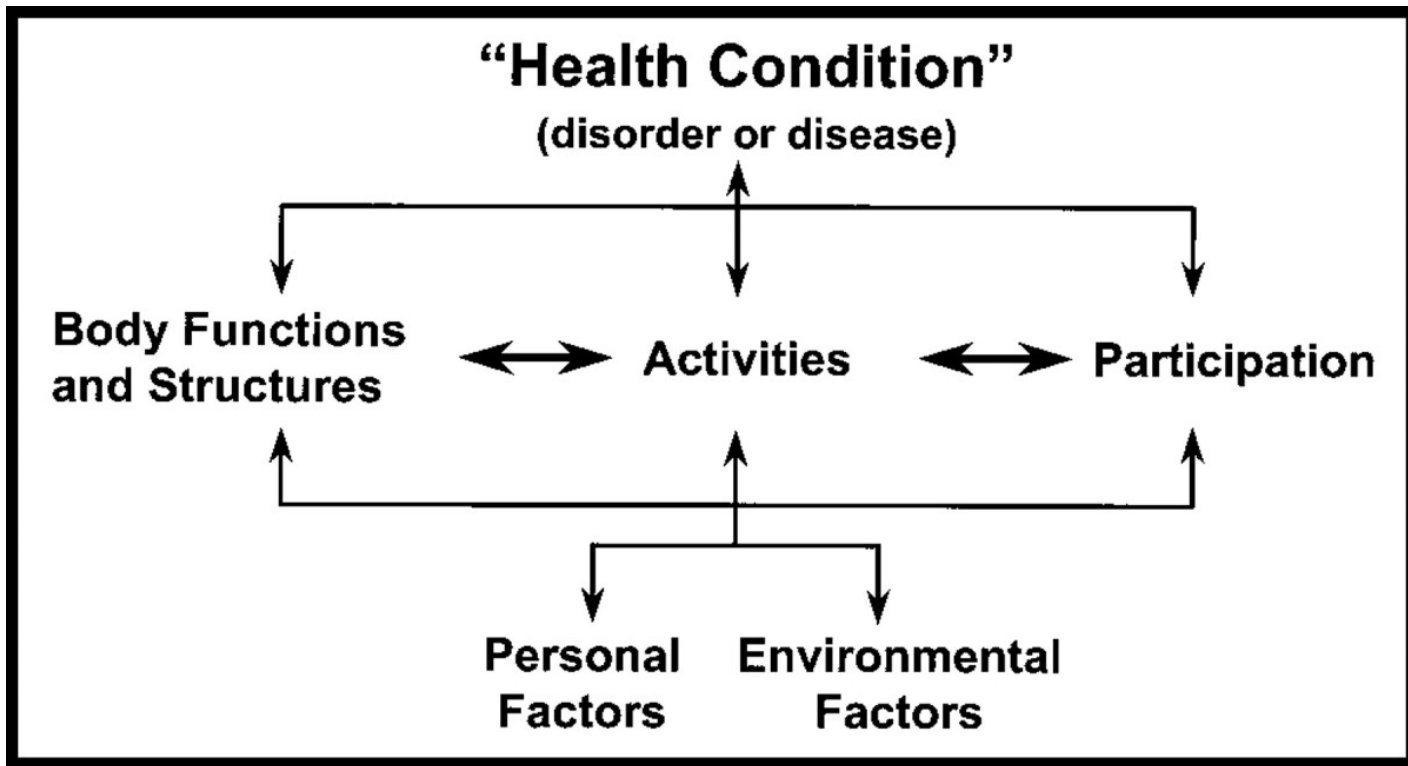 “Health Condition”
(disorder or disease)
Body Functions
and Structures
Activities
Participation
Personal
Factors
Environmental
Factors